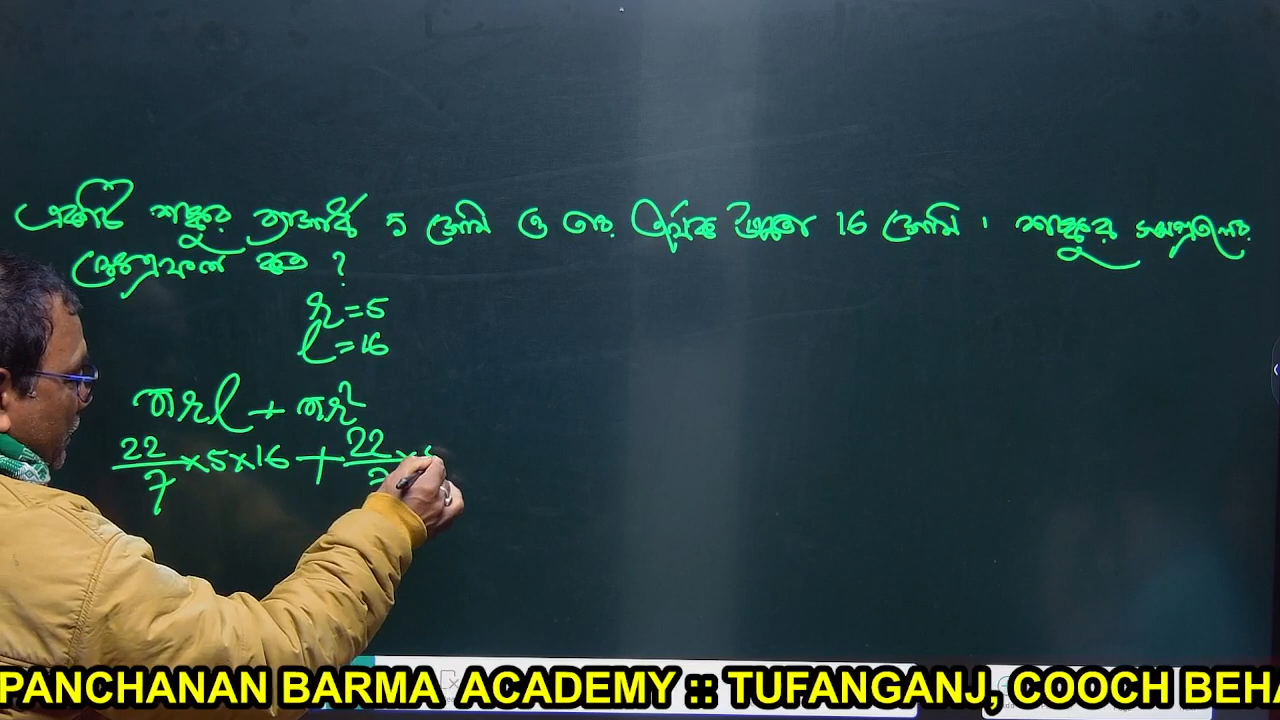 একটি শঙ্কুর ব্যাসার্ধ 5 সেমি ও তার তির্যক উচ্চতা 16 সেমি । শঙ্কুর সমগ্রতলের
ক্ষেত্রফল কত ?
r = 5
l = 16
πrl + πr²
22/7 × 5 × 16 + 22/7 ×
PANCHANAN BARMA ACADEMY :: TUFANGANJ, COOCH BEHA